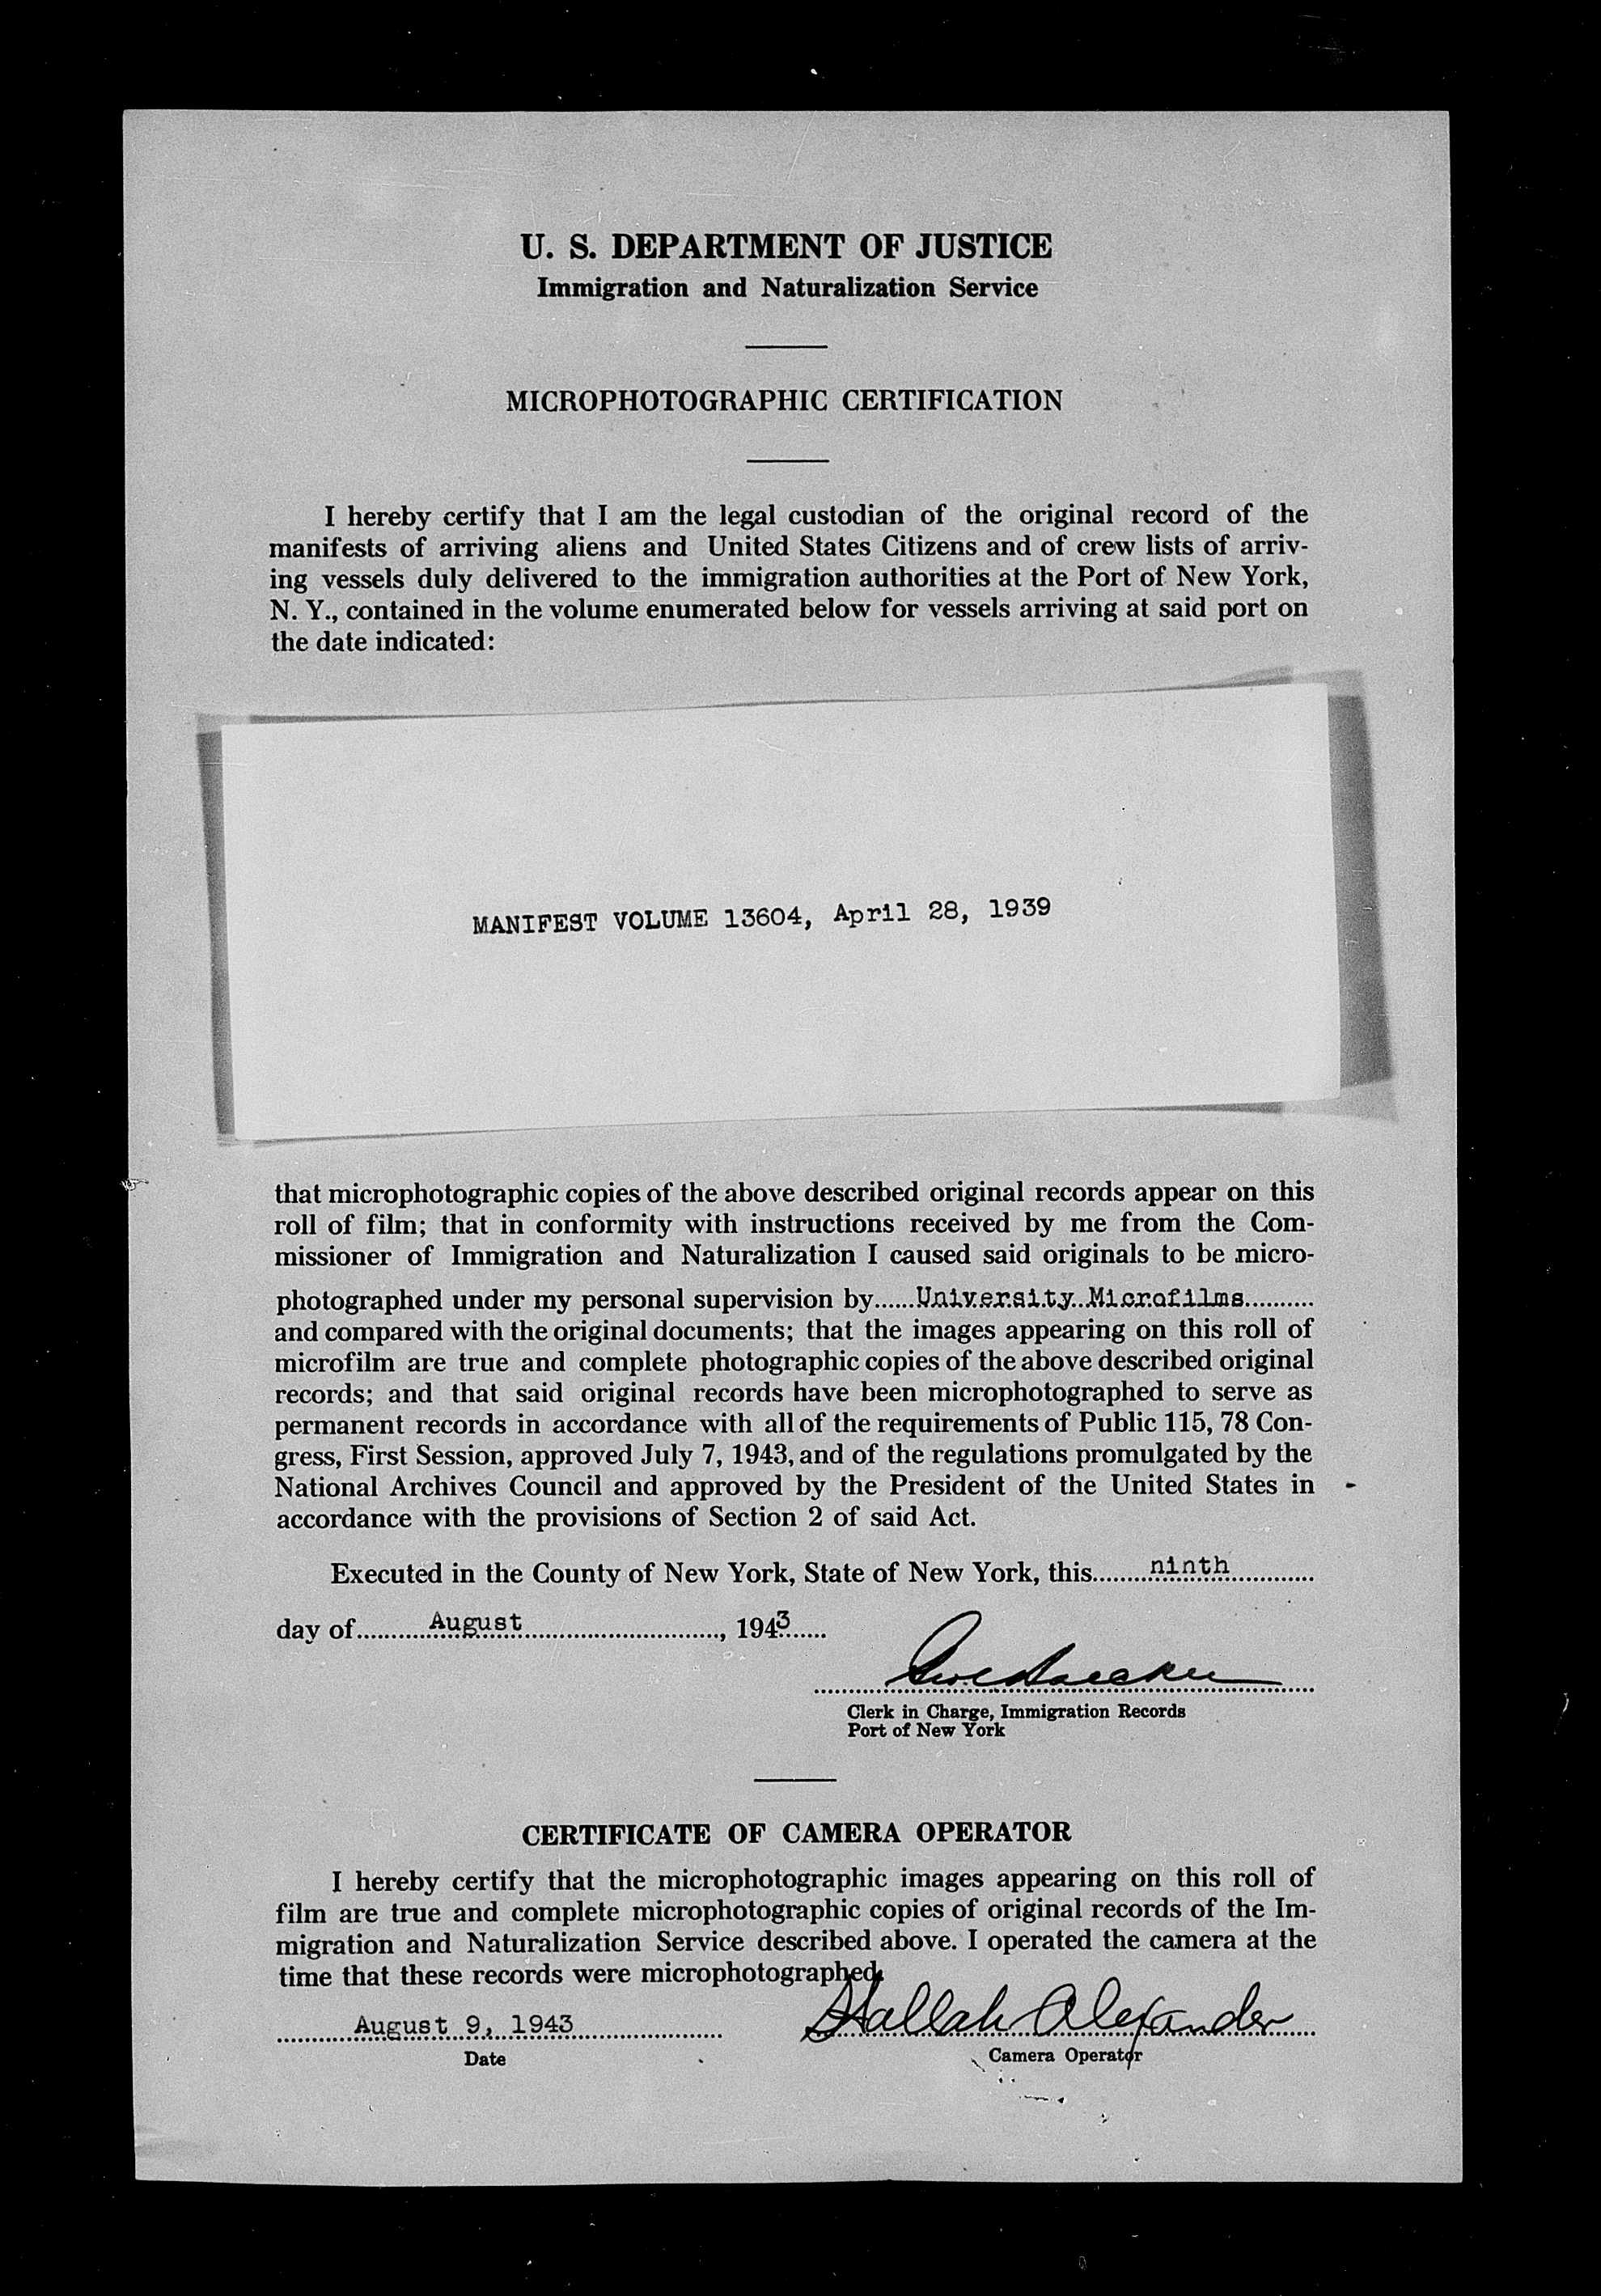 U. S. DEPARTMENT OF JUSTICE
Immigration and Naturalization Service
MICROPHOTOGRAPHIC CERTIFICATION
I hereby certify that I am the legal custodian of the original record of the
manifests of arriving aliens and United States Citizens and of crew lists of arriv-
ing vessels duly delivered to the immigration authorities at the Port of New York,
N. Y., contained in the volume enumerated below for vessels arriving at said port on
the date indicated:
MANIFEST VOLUME 13604, April 28, 1939
that microphotographic copies of the above described original records appear on this
roll of film; that in conformity with instructions received by me from the Com-
missioner of Immigration and Naturalization I caused said originals to be micro-
photographed under my personal supervision by......University Microfilms..........
and compared with the original documents; that the images appearing on this roll of
microfilm are true and complete photographic copies of the above described original
records; and that said original records have been microphotographed to serve as
permanent records in accordance with all of the requirements of Public 115, 78 Con-
gress, First Session, approved July 7, 1943, and of the regulations promulgated by the
National Archives Council and approved by the President of the United States in
accordance with the provisions of Section 2 of said Act.
Executed in the County of New York, State of New York, this........ninth............
day of...........August............................, 1943......
Clerk in Charge, Immigration Records
Port of New York
CERTIFICATE OF CAMERA OPERATOR
I hereby certify that the microphotographic images appearing on this roll of
film are true and complete microphotographic copies of original records of the Im-
migration and Naturalization Service described above. I operated the camera at the
time that these records were microphotographed.
August 9, 1943 Alexander
Date Camera Operator